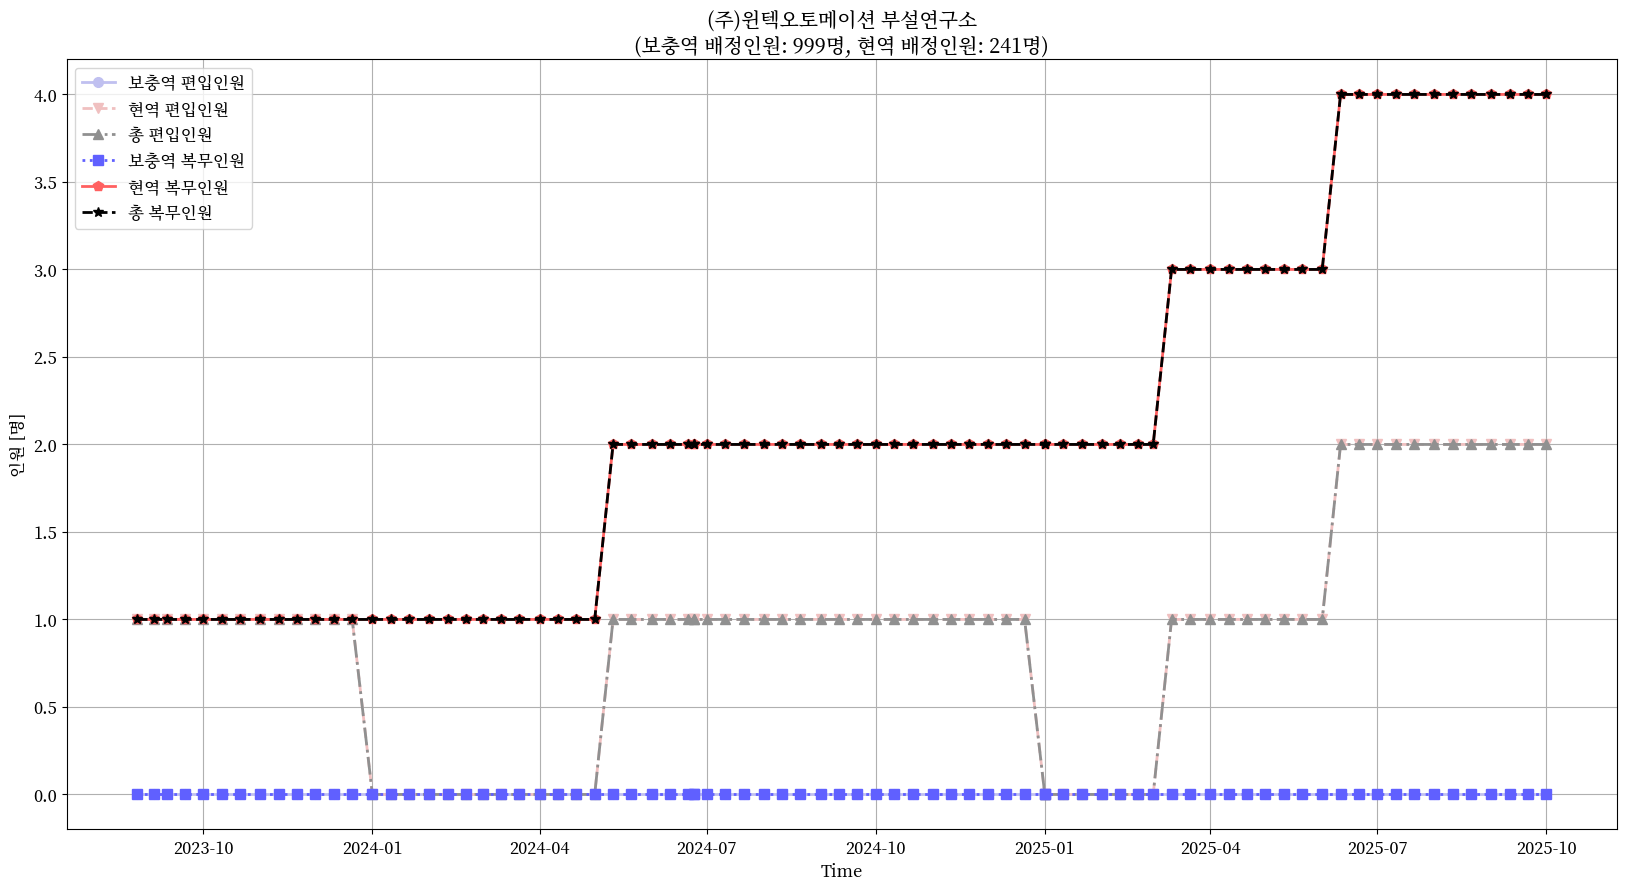 (주)윈텍오토메이션 부설연구소
(보충역 배정인원: 999명, 현역 배정인원: 241명)
보충역 편입인원
현역 편입인원
총 편입인원
보충역 복무인원
현역 복무인원
총 복무인원
인원 [명]
4.0
3.5
3.0
2.5
2.0
1.5
1.0
0.5
0.0
2023-10
2024-01
2024-04
2024-07
2024-10
2025-01
2025-04
2025-07
2025-10
Time